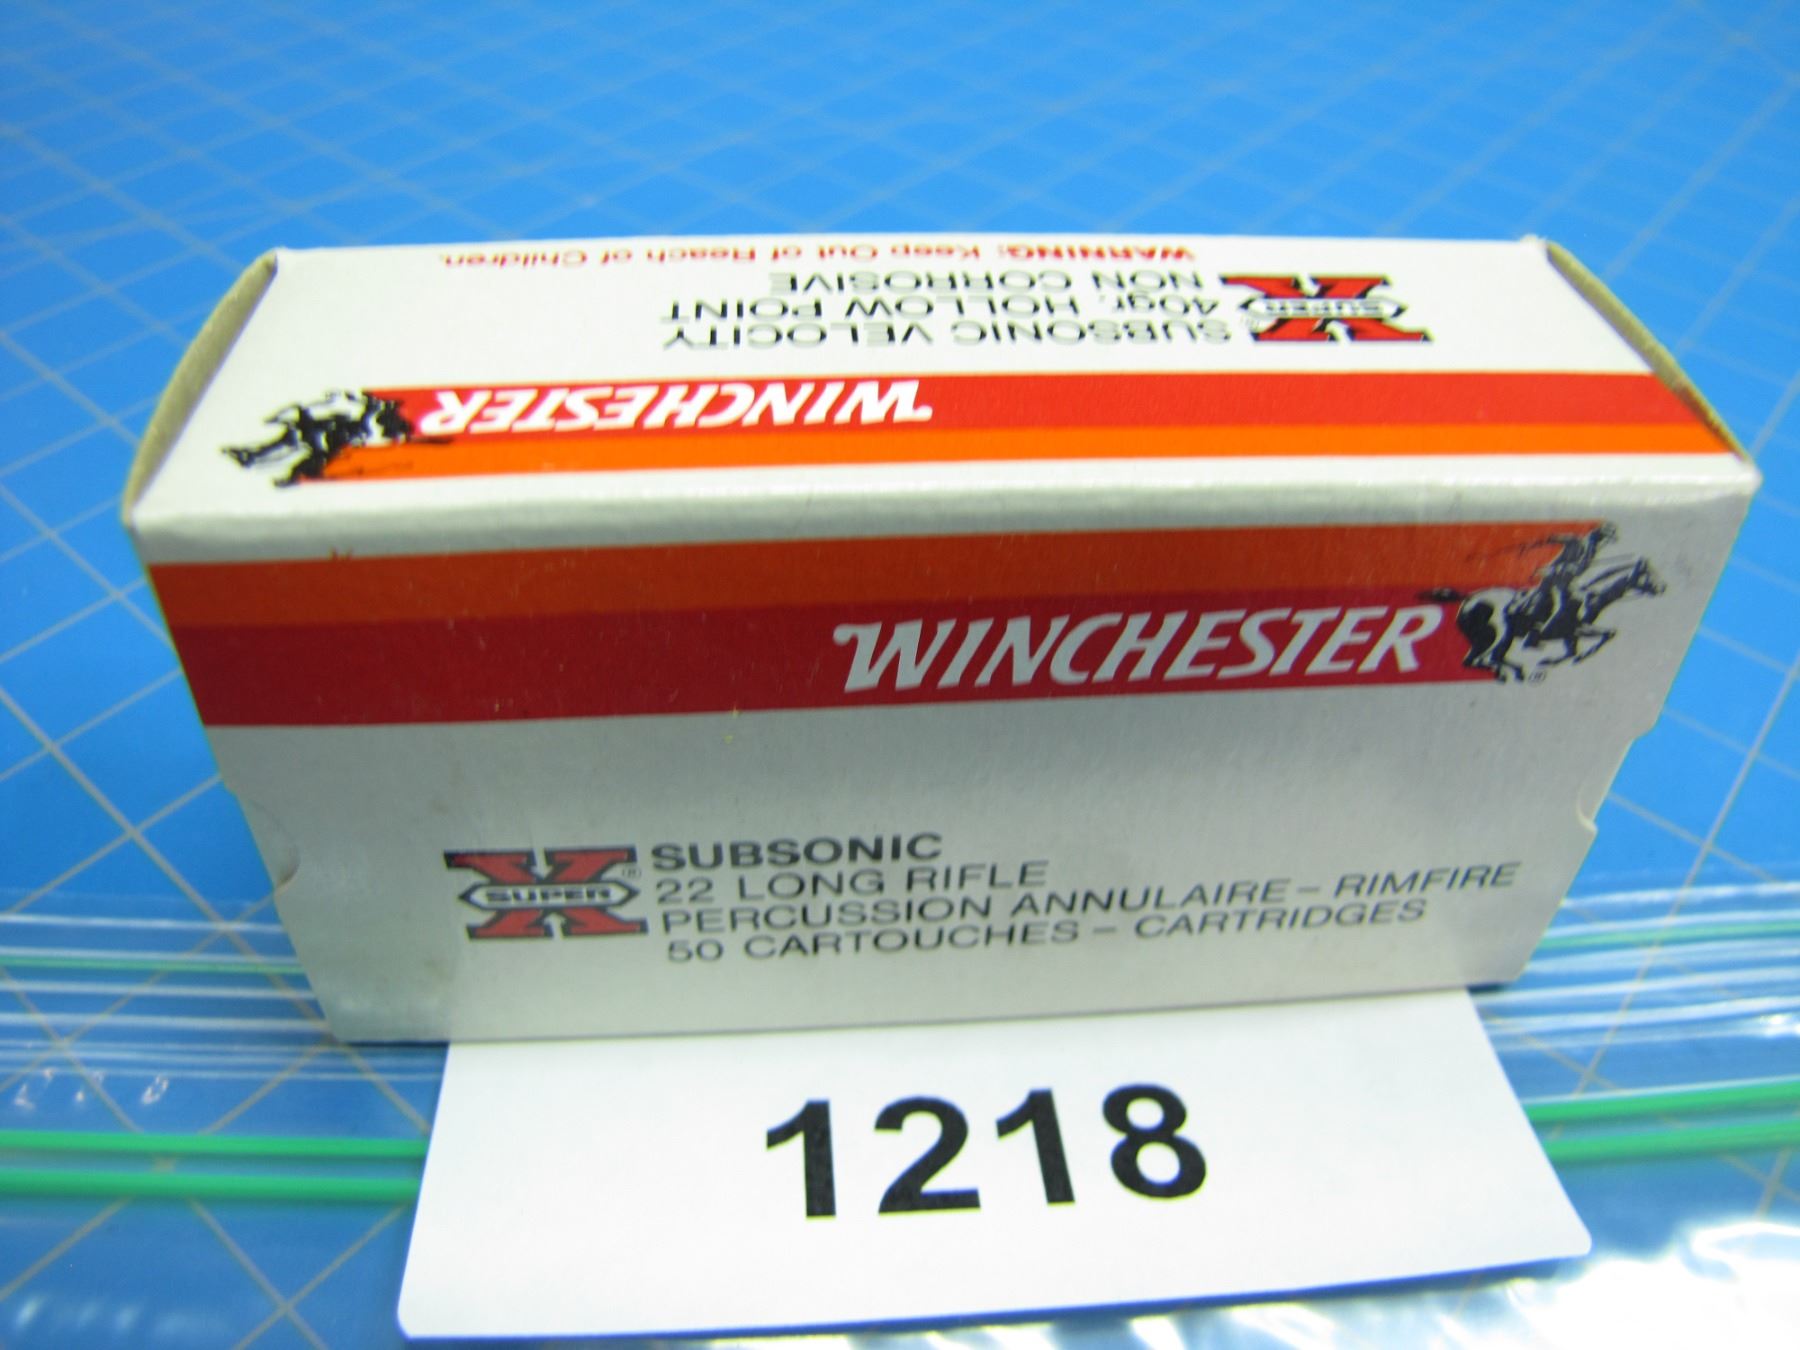 WARNING: Keep Out of Reach of Children.
X SUPER
SUBSONIC VELOCITY
40gr. HOLLOW POINT
NON CORROSIVE
WINCHESTER
WINCHESTER®
X SUPER®
SUBSONIC
22 LONG RIFLE
PERCUSSION ANNULAIRE – RIMFIRE
50 CARTOUCHES – CARTRIDGES
1218